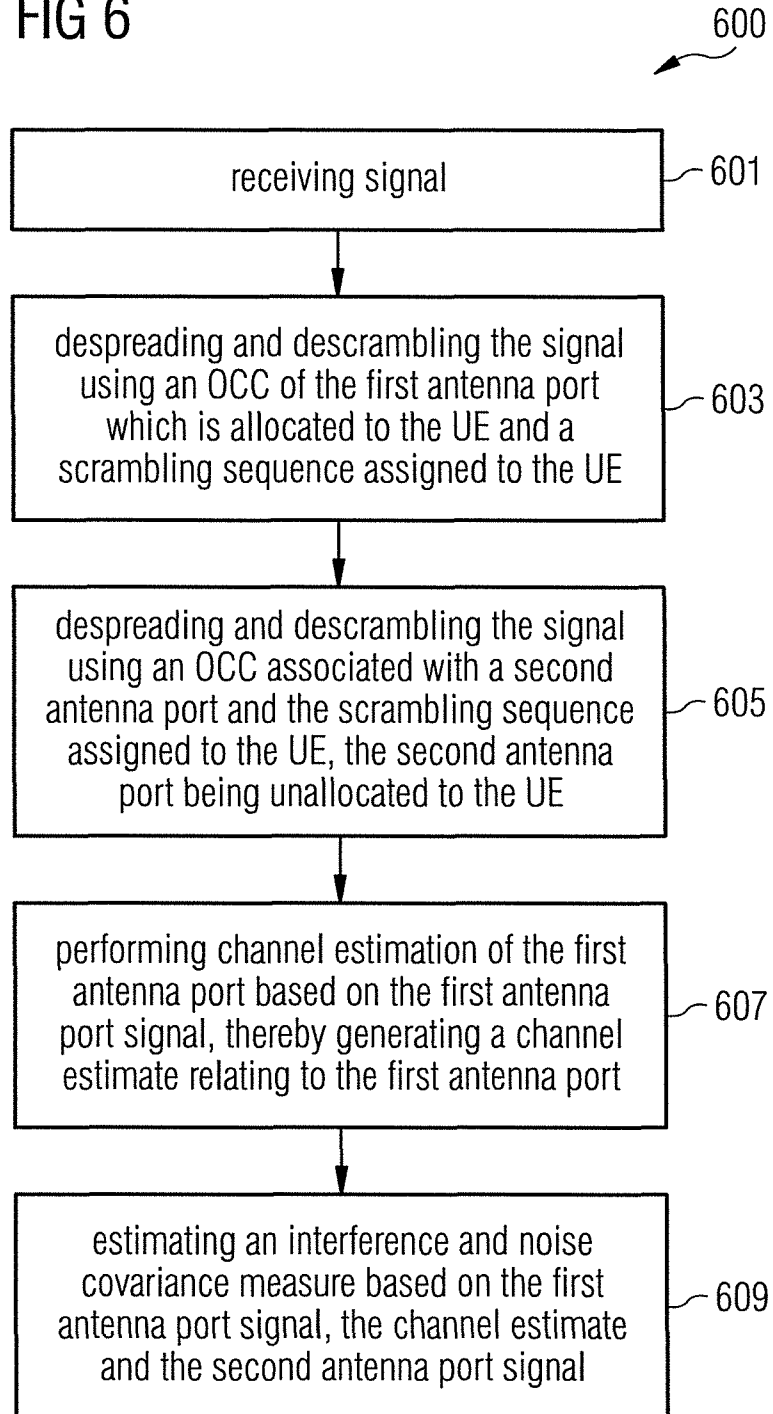 FIG 6
600
receiving signal
601
despreading and descrambling the signal
using an OCC of the first antenna port
which is allocated to the UE and a
scrambling sequence assigned to the UE
603
despreading and descrambling the signal
using an OCC associated with a second
antenna port and the scrambling sequence
assigned to the UE, the second antenna
port being unallocated to the UE
605
performing channel estimation of the first
antenna port based on the first antenna
port signal, thereby generating a channel
estimate relating to the first antenna port
607
estimating an interference and noise
covariance measure based on the first
antenna port signal, the channel estimate
and the second antenna port signal
609